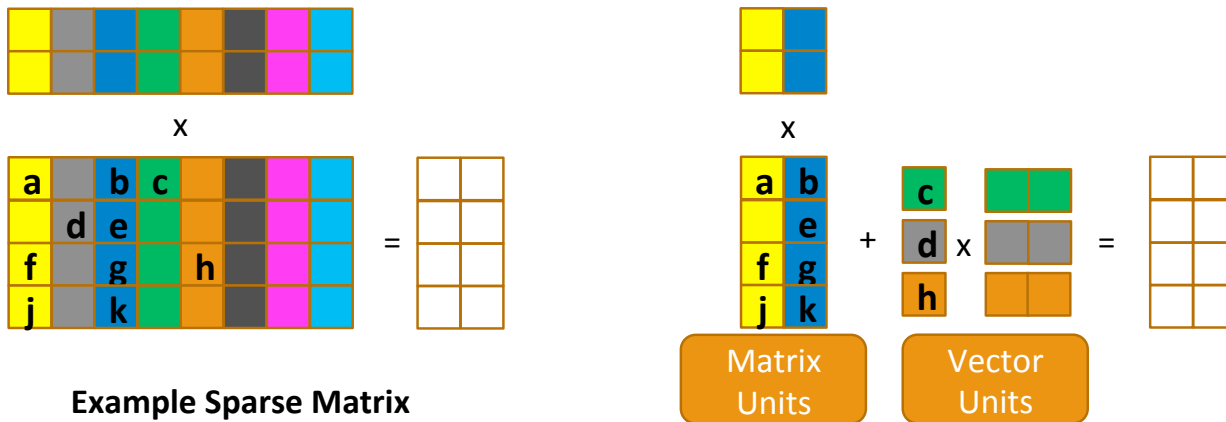 x x
a b c a b c
d e = e + d x =
f g h f g h
j k j k
Matrix Vector
Units Units
Example Sparse Matrix